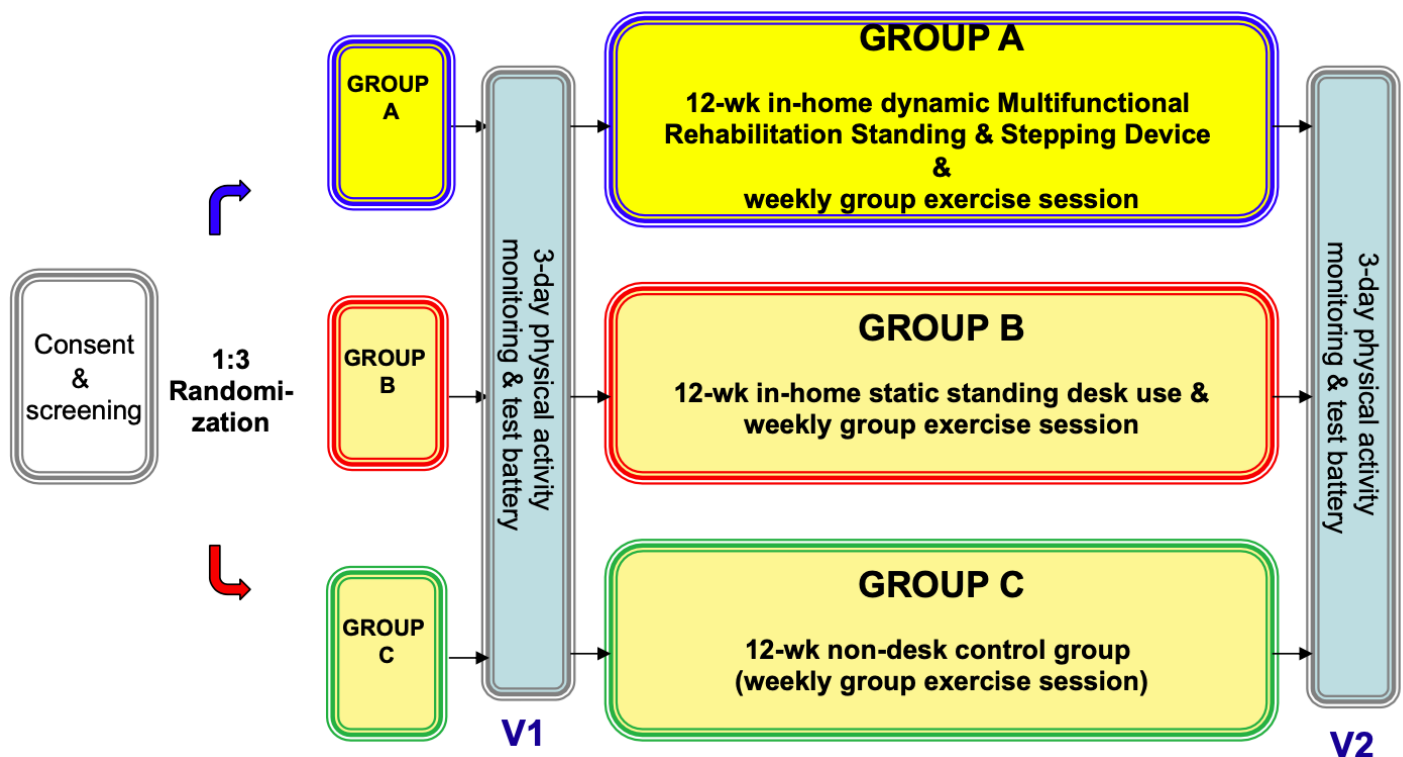 Consent
&
screening
1:3
Randomi-
zation
GROUP
A
GROUP
B
GROUP
C
3-day physical activity
monitoring & test battery
V1
GROUP A
12-wk in-home dynamic Multifunctional
Rehabilitation Standing & Stepping Device
&
weekly group exercise session
GROUP B
12-wk in-home static standing desk use &
weekly group exercise session
GROUP C
12-wk non-desk control group
(weekly group exercise session)
3-day physical activity
monitoring & test battery
V2